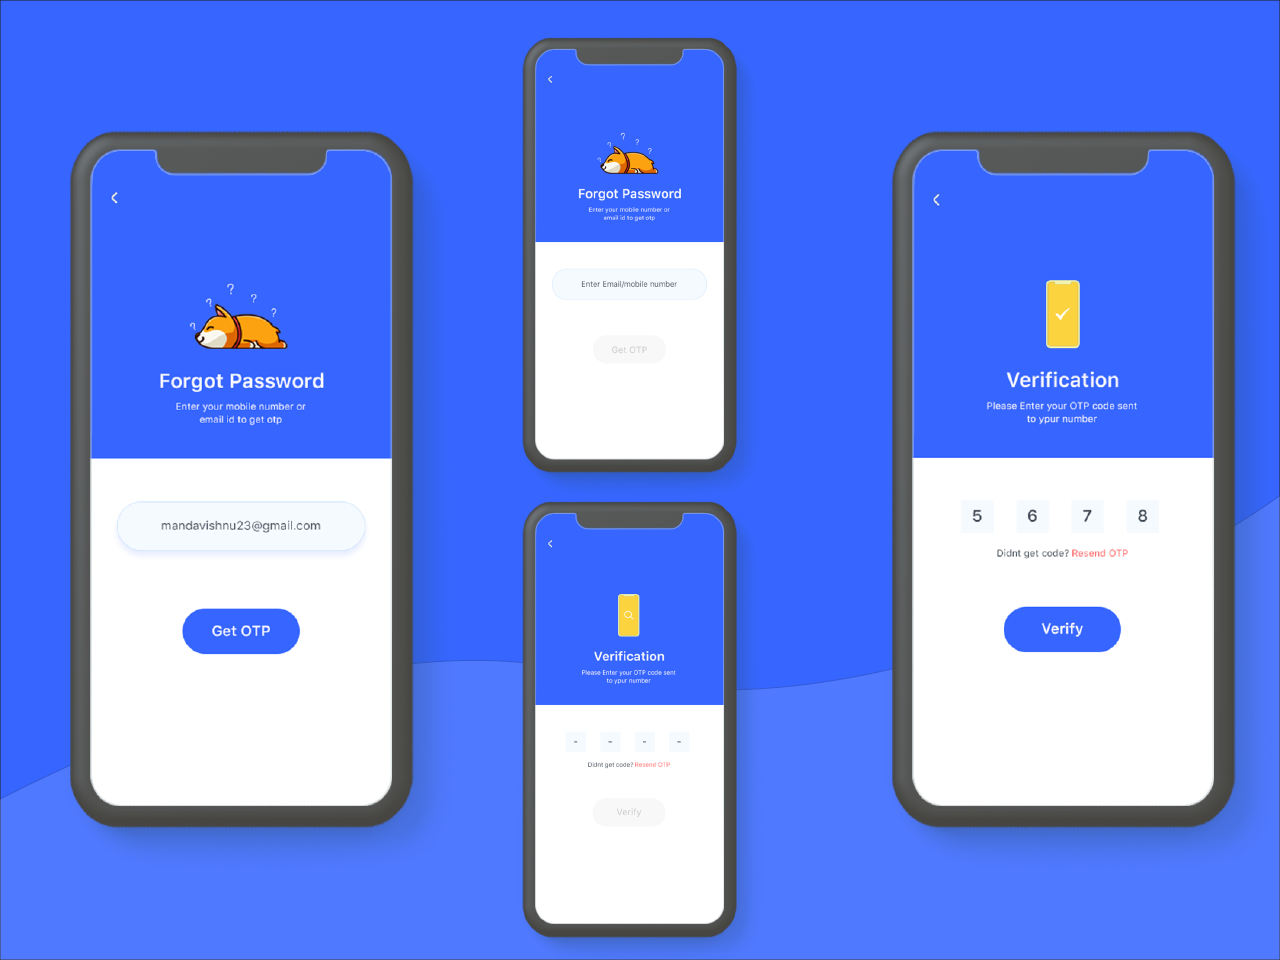 Forgot Password
Enter your mobile number or
email id to get otp
mandavishnu23@gmail.com
Get OTP
Forgot Password
Enter your mobile number or
email id to get otp
Enter Email/mobile number
Get OTP
Verification
Please Enter your OTP code sent
to ypur number
- - - -
Didnt get code? Resend OTP
Verify
Verification
Please Enter your OTP code sent
to ypur number
5 6 7 8
Didnt get code? Resend OTP
Verify